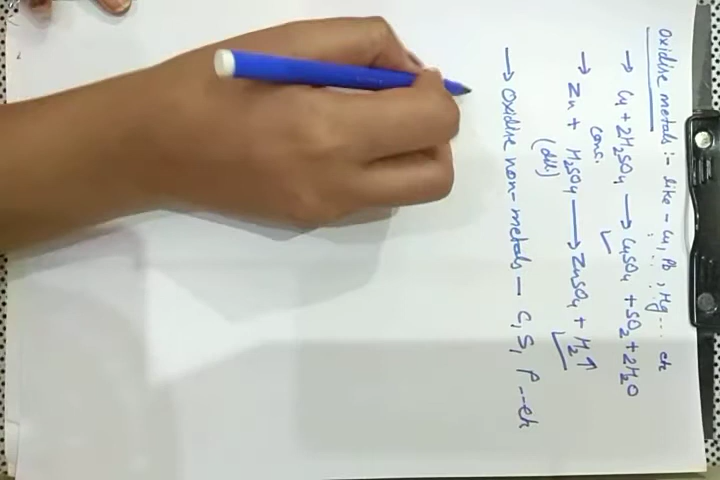 Oxidise metals :- like - Cu, Pb, Hg... etc
→ Cu + 2H₂SO₄ → CuSO₄ + SO₂ + 2H₂O
conc.
→ Zn + H₂SO₄ → ZnSO₄ + H₂↑
(dil)
→ Oxidise non-metals - C, S, P...etc